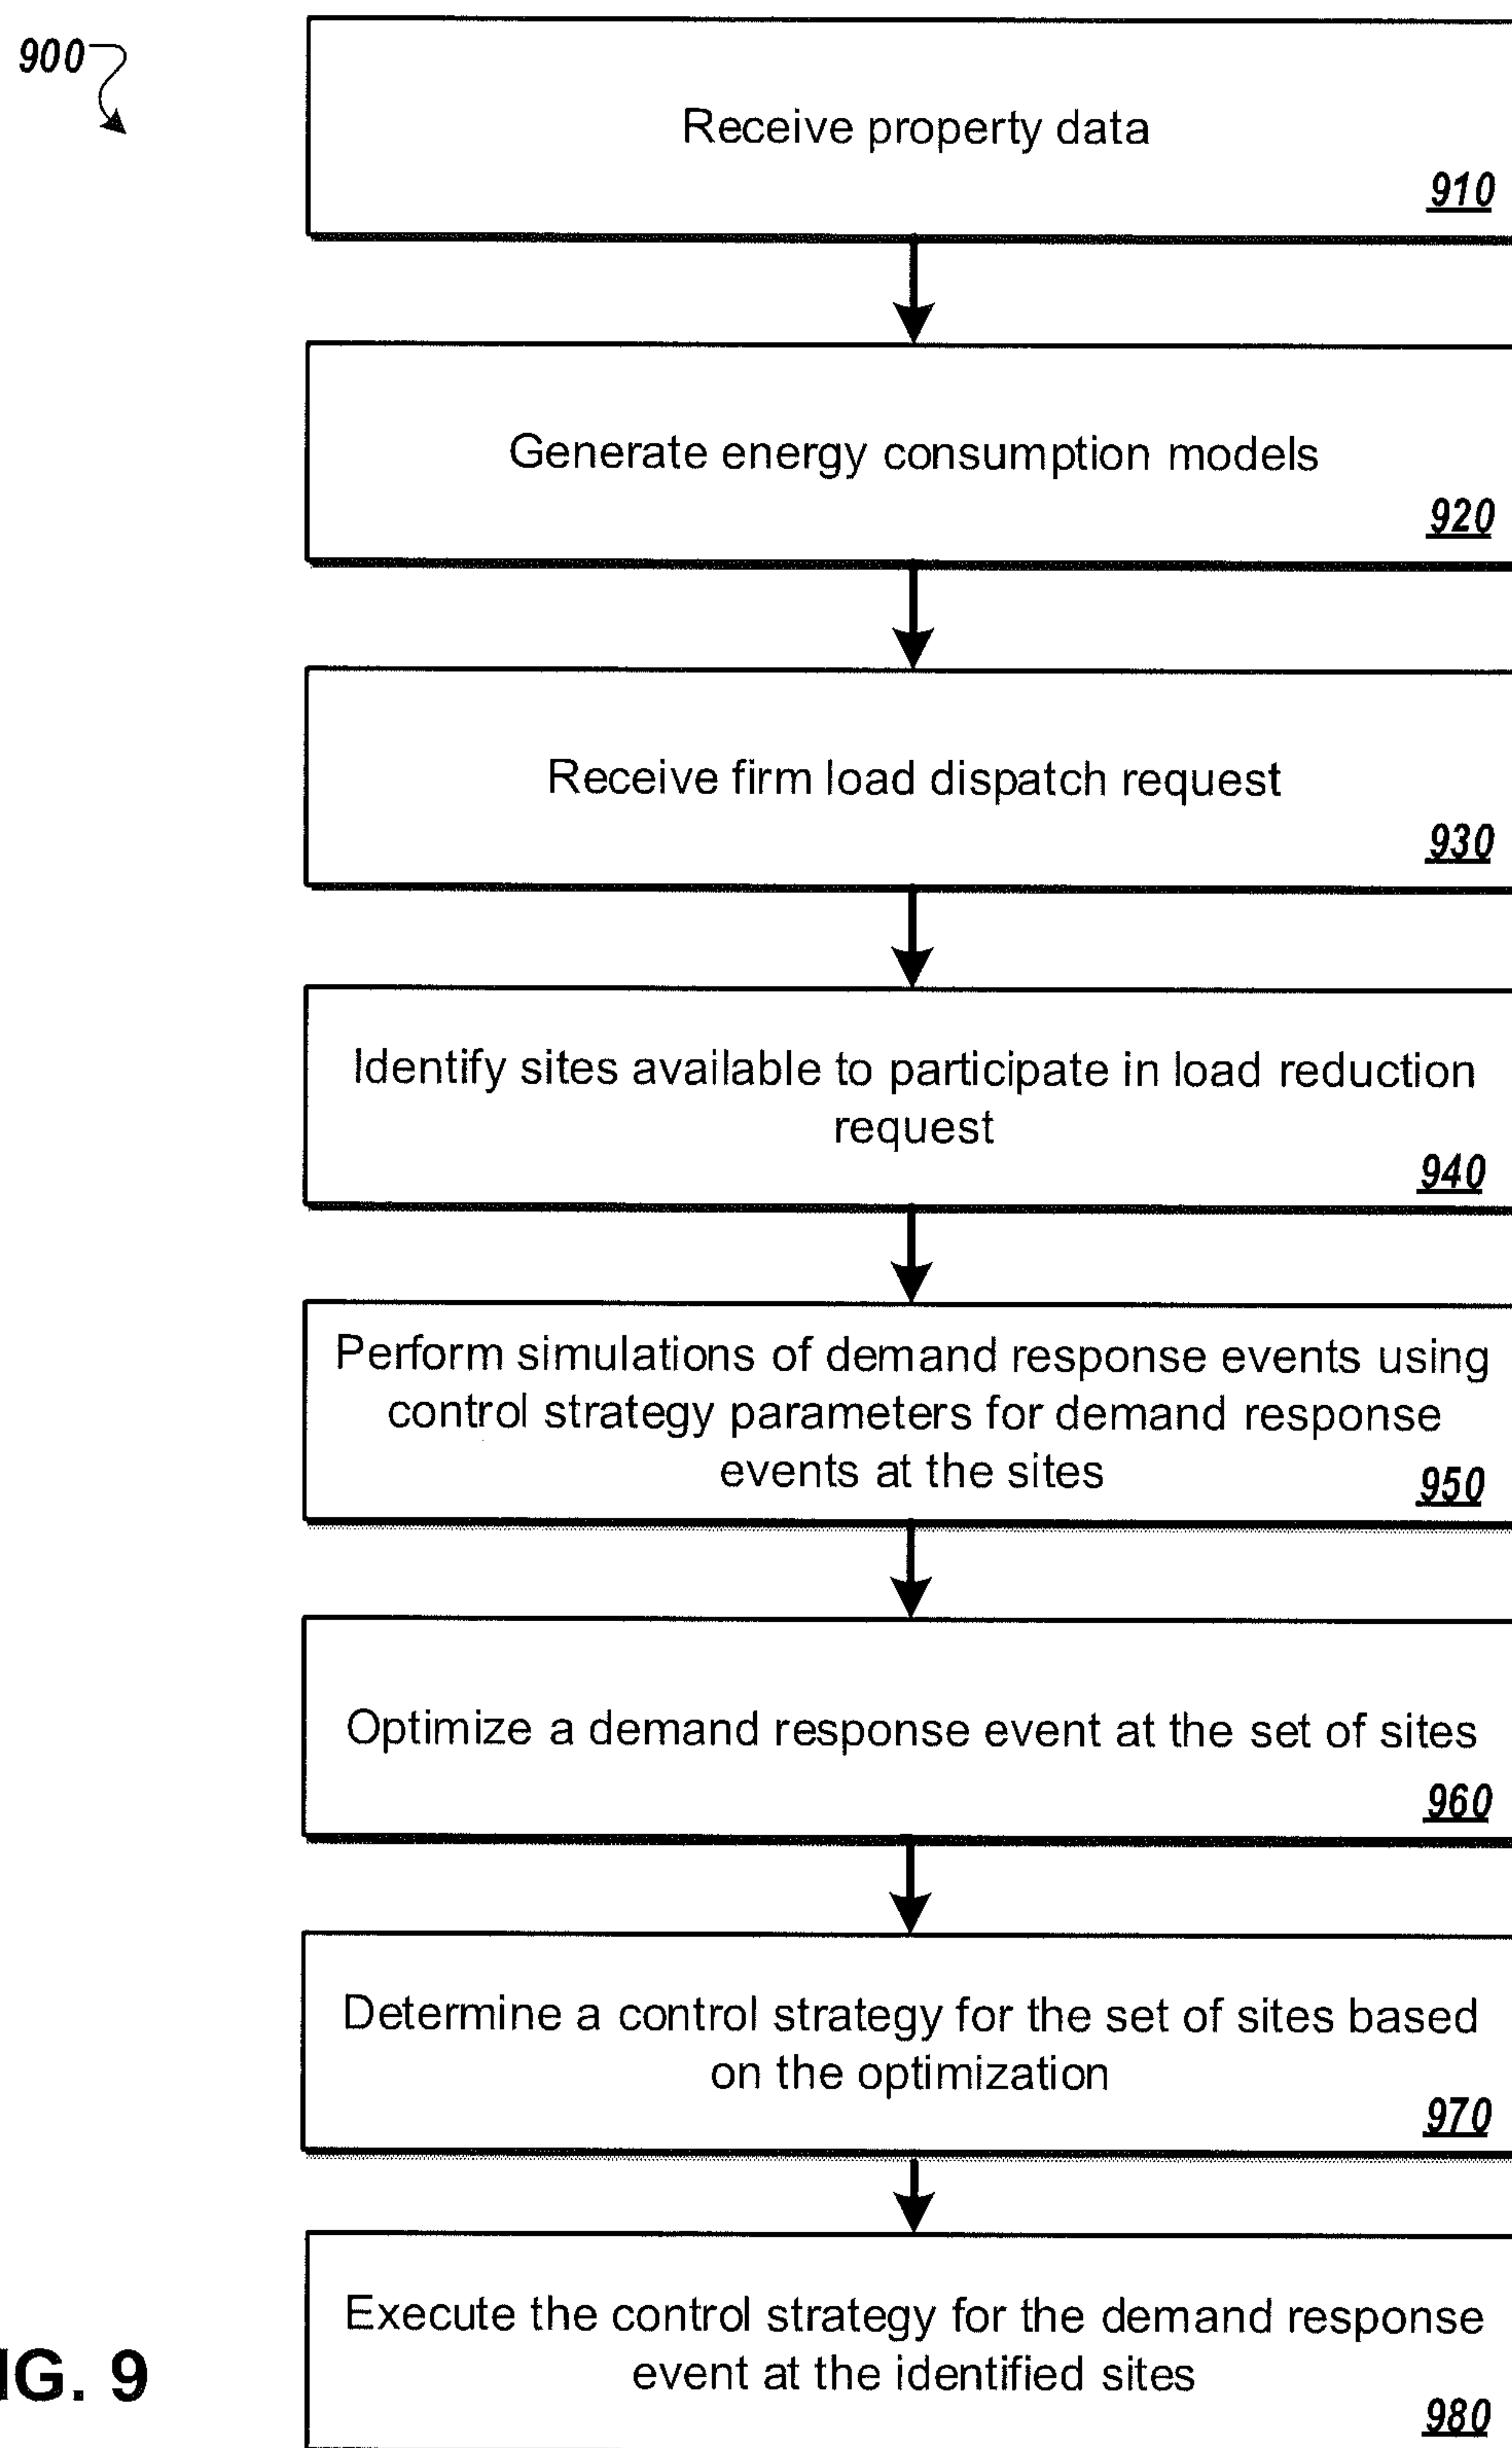 900
Receive property data
910
Generate energy consumption models
920
Receive firm load dispatch request
930
Identify sites available to participate in load reduction
request
940
Perform simulations of demand response events using
control strategy parameters for demand response
events at the sites
950
Optimize a demand response event at the set of sites
960
Determine a control strategy for the set of sites based
on the optimization
970
Execute the control strategy for the demand response
event at the identified sites
980
IG. 9